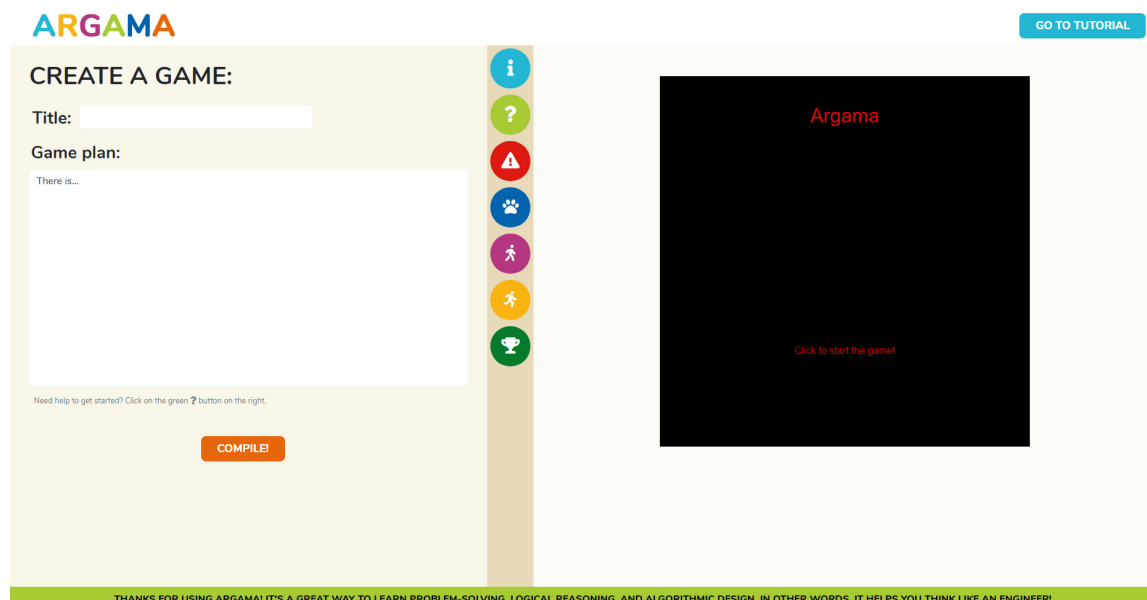 ARGAMA
GO TO TUTORIAL
CREATE A GAME:
Title:
Game plan:
There is...
Need help to get started? Click on the green ? button on the right.
COMPILE!
Argama
Click to start the game!
THANKS FOR USING ARGAMA! IT'S A GREAT WAY TO LEARN PROBLEM-SOLVING, LOGICAL REASONING, AND ALGORITHMIC DESIGN. IN OTHER WORDS, IT HELPS YOU THINK LIKE AN ENGINEER!